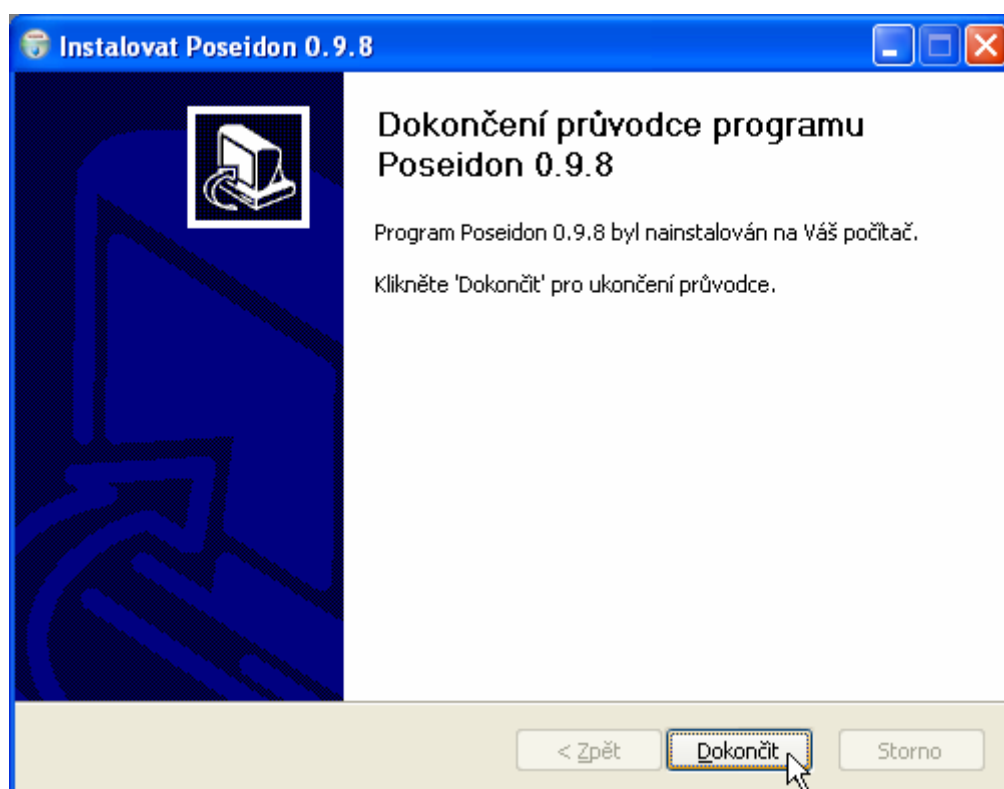 Instalovat Poseidon 0.9.8
Dokončení průvodce programu
Poseidon 0.9.8
Program Poseidon 0.9.8 byl nainstalován na Váš počítač.
Klikněte 'Dokončit' pro ukončení průvodce.
< Zpět Dokončit Storno